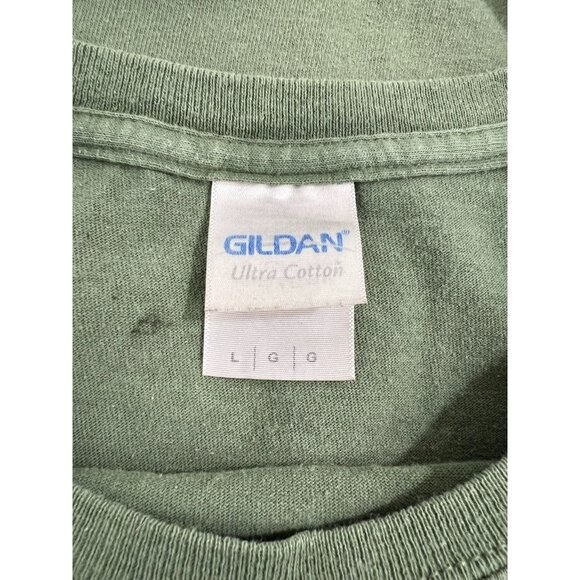 GILDAN®
Ultra Cotton
L | G | G